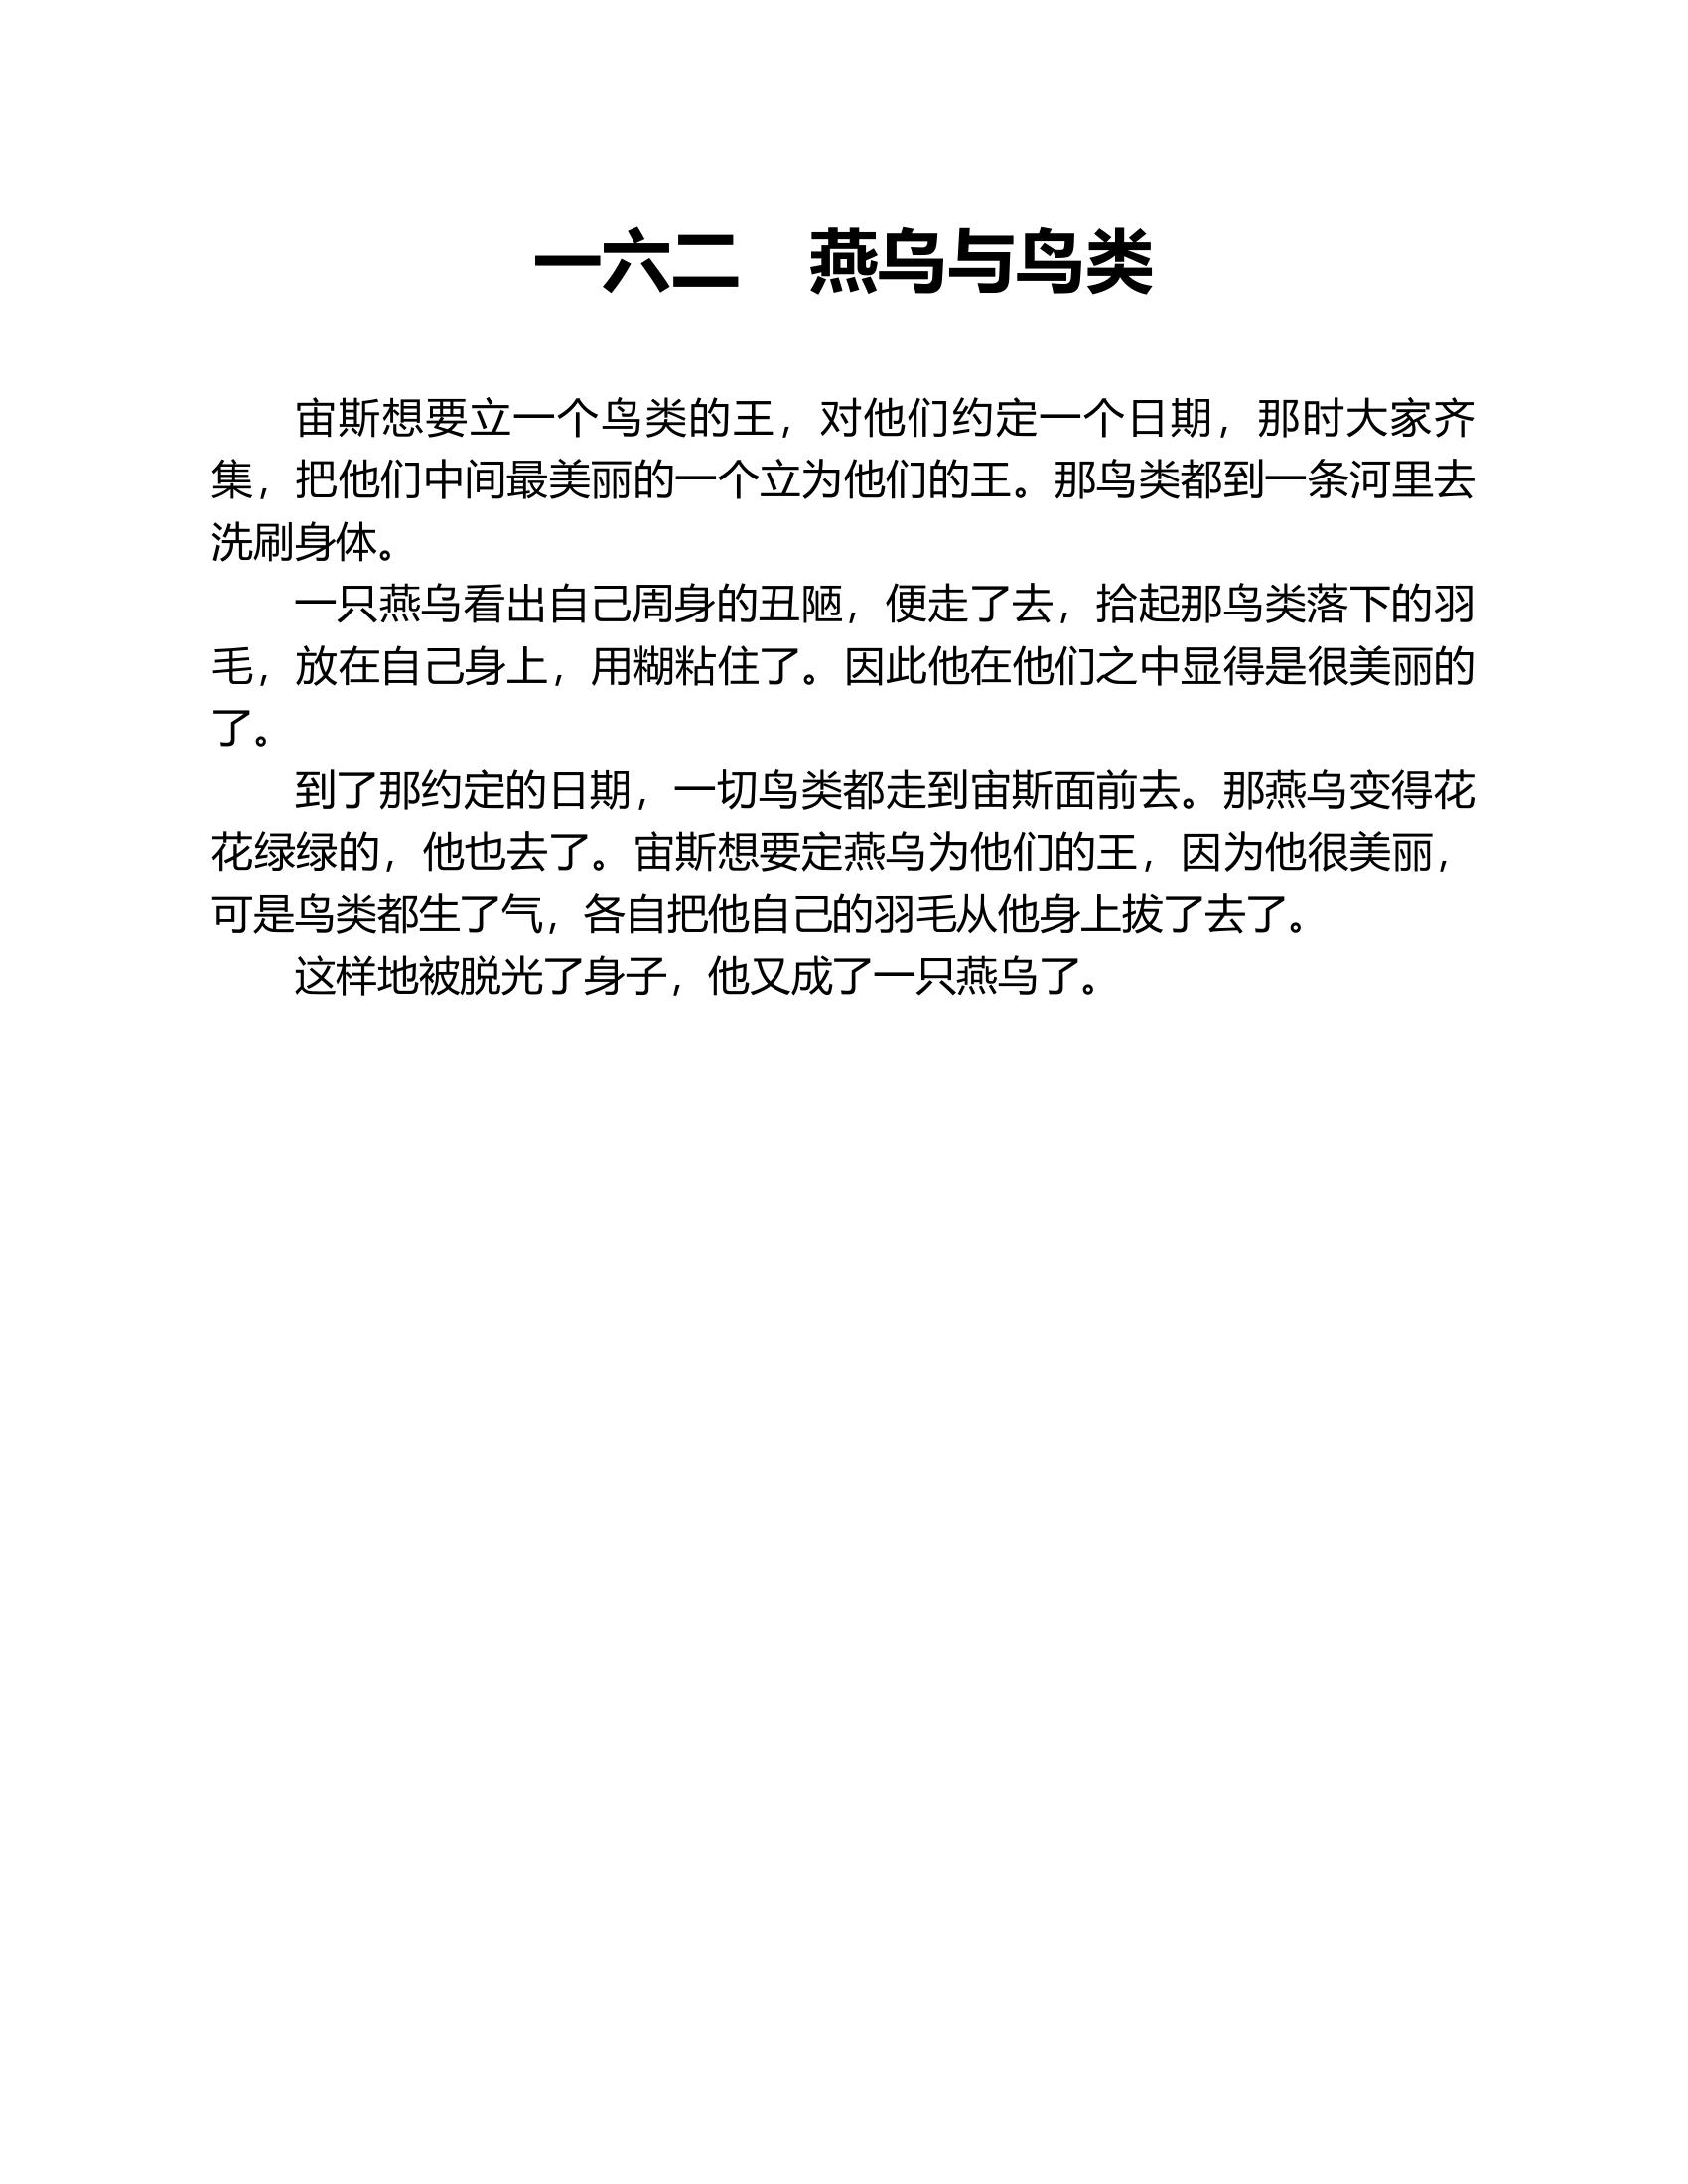 一六二　燕乌与鸟类
宙斯想要立一个鸟类的王，对他们约定一个日期，那时大家齐
集，把他们中间最美丽的一个立为他们的王。那鸟类都到一条河里去
洗刷身体。
一只燕乌看出自己周身的丑陋，便走了去，拾起那鸟类落下的羽
毛，放在自己身上，用糊粘住了。因此他在他们之中显得是很美丽的
了。
到了那约定的日期，一切鸟类都走到宙斯面前去。那燕乌变得花
花绿绿的，他也去了。宙斯想要定燕乌为他们的王，因为他很美丽，
可是鸟类都生了气，各自把他自己的羽毛从他身上拔了去了。
这样地被脱光了身子，他又成了一只燕乌了。